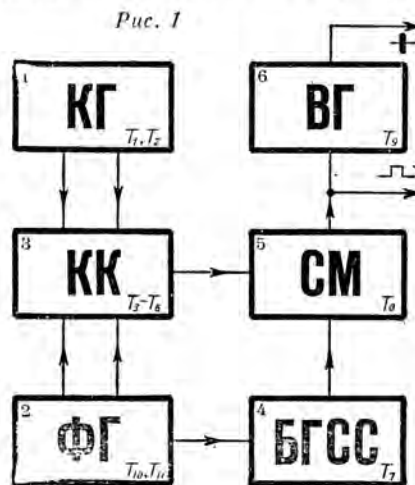 Рис. 1
1
КГ
T₁, T₂
6
ВГ
T₉
3
КК
T₃-T₆
5
СМ
T₈
2
ФГ
T₁₀, T₁₁
4
БГСС
T₇